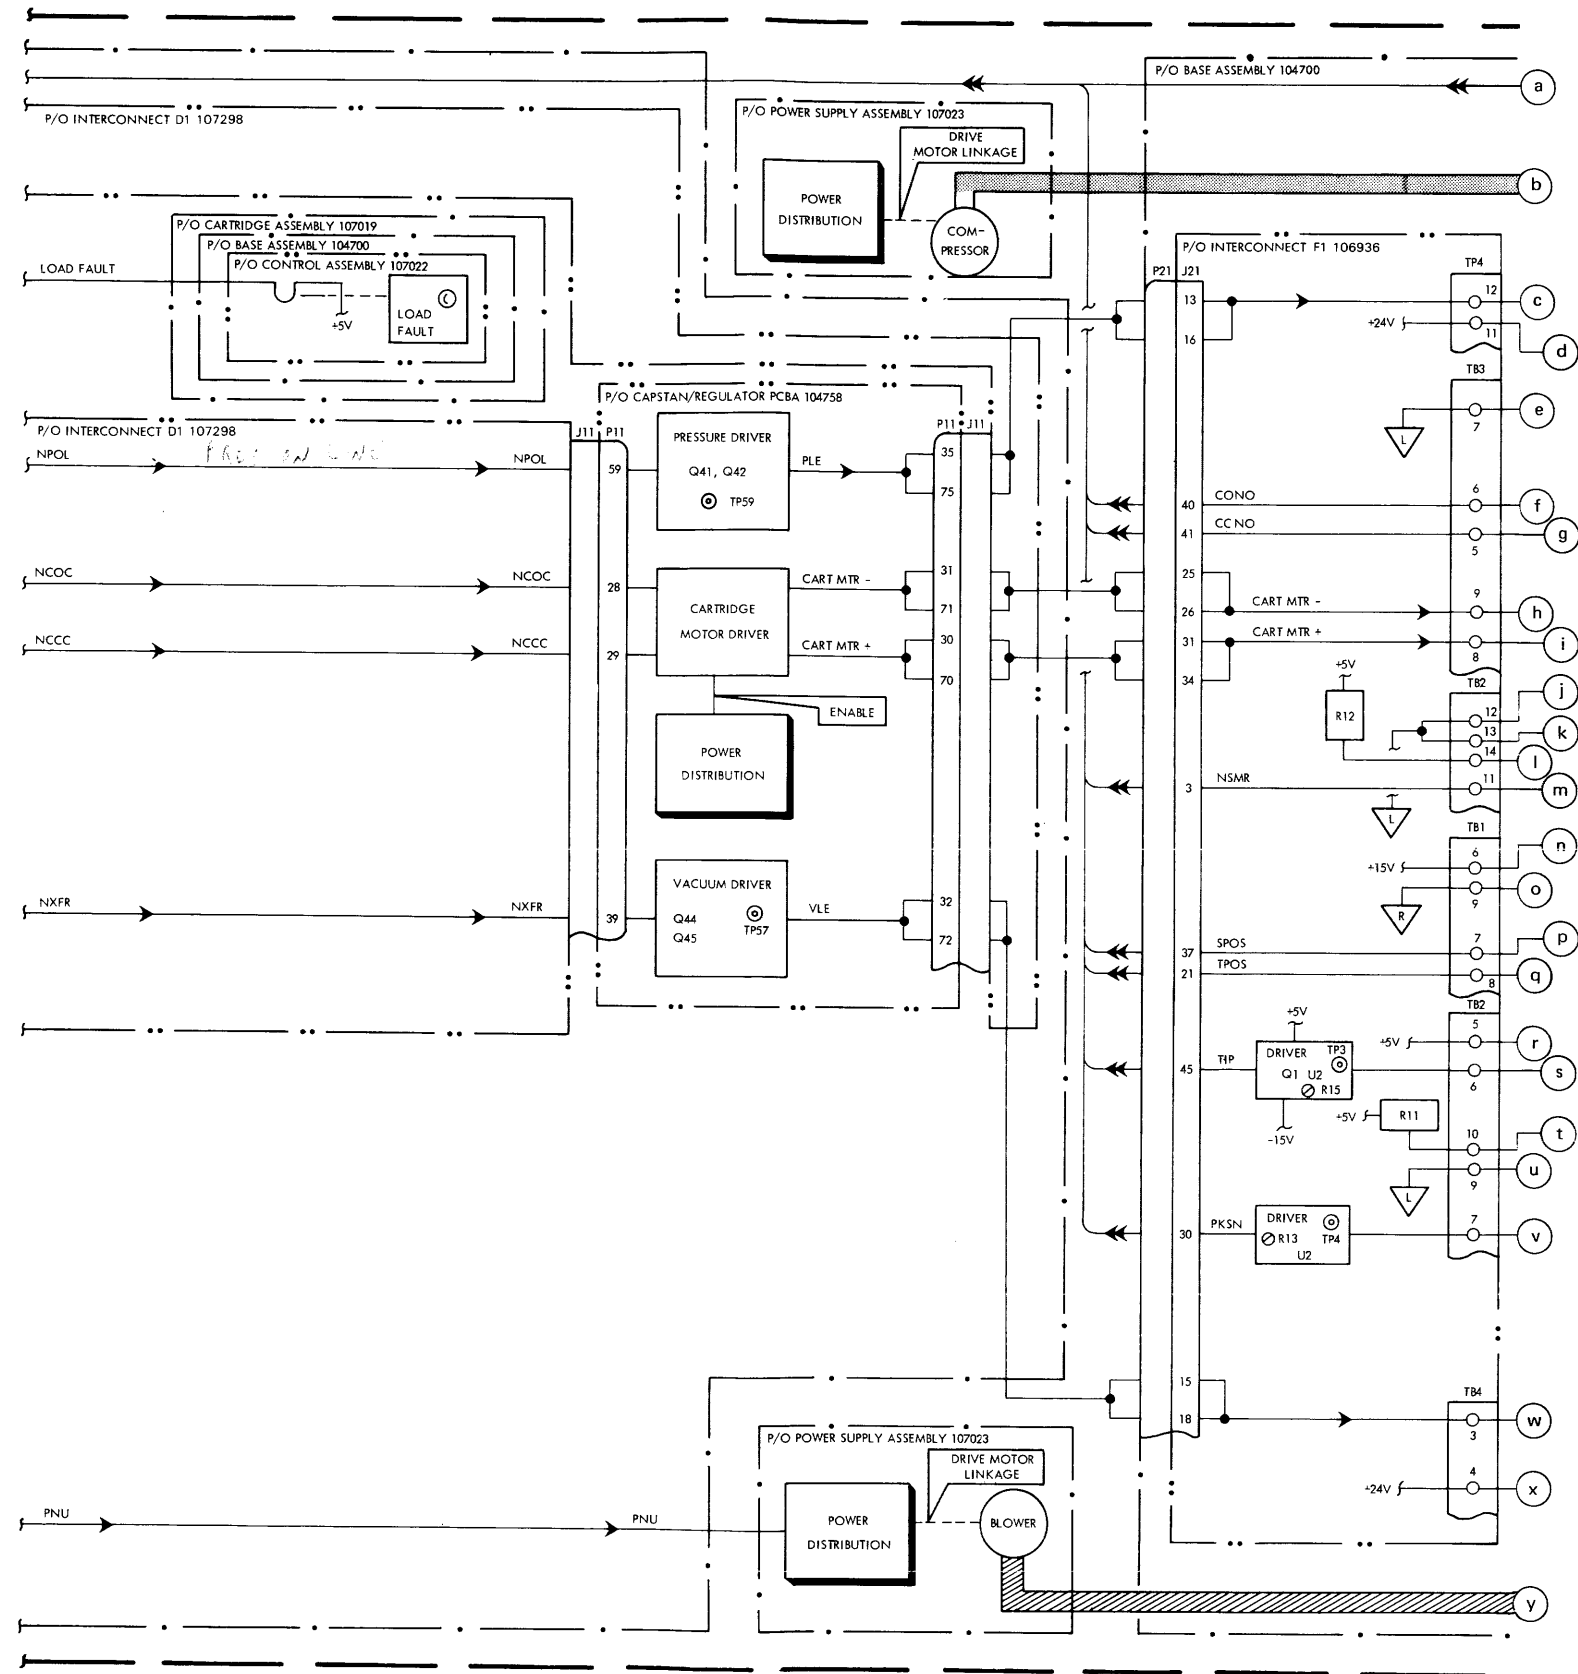 P/O BASE ASSEMBLY 104700
a
P/O INTERCONNECT D1 107298
P/O POWER SUPPLY ASSEMBLY 107023
DRIVE
MOTOR LINKAGE
POWER
DISTRIBUTION
COM-
PRESSOR
b
P/O CARTRIDGE ASSEMBLY 107019
P/O BASE ASSEMBLY 104700
P/O CONTROL ASSEMBLY 107022
LOAD FAULT
+5V
C
LOAD
FAULT
P/O INTERCONNECT F1 106936
P21 J21
TP4
13
12
c
+24V
11
16
d
TB3
P/O CAPSTAN/REGULATOR PCBA 104758
L
7
e
P/O INTERCONNECT D1 107298
J11 P11
P11 J11
PRESSURE DRIVER
Q41, Q42
TP59
NPOL
NPOL
59
PLE
35
75
40
CONO
6
f
41
CCNO
5
g
NCOC
NCOC
28
CARTRIDGE
MOTOR DRIVER
CART MTR -
31
71
25
26
CART MTR -
9
h
NCCC
NCCC
29
CART MTR +
30
70
31
34
CART MTR +
8
i
ENABLE
POWER
DISTRIBUTION
+5V
R12
TB2
12
j
13
k
14
l
3
NSMR
11
m
L
TB1
+15V
6
n
R
9
o
NXFR
NXFR
39
VACUUM DRIVER
Q44
Q45
TP57
VLE
32
72
37
SPOS
7
p
21
TPOS
8
q
TB2
+5V
5
r
+5V
45
TIP
DRIVER
TP3
Q1 U2
R15
-15V
6
s
+5V
R11
10
t
L
9
u
30
PKSN
DRIVER
R13
TP4
U2
7
v
15
18
TB4
3
w
+24V
4
x
P/O POWER SUPPLY ASSEMBLY 107023
DRIVE MOTOR
LINKAGE
PNU
PNU
POWER
DISTRIBUTION
BLOWER
y